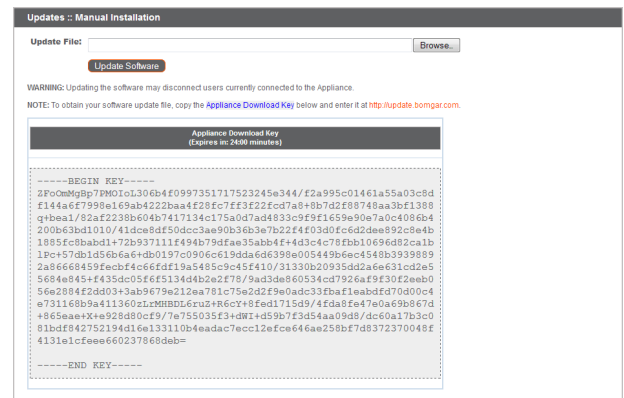 Updates :: Manual Installation
Update File:
Browse..
Update Software
WARNING: Updating the software may disconnect users currently connected to the Appliance.
NOTE: To obtain your software update file, copy the Appliance Download Key below and enter it at http://update.bomgar.com.
Appliance Download Key
(Expires in: 24:00 minutes)
-----BEGIN KEY-----
ZFoOmMgBp7PMOIoL306b4f0997351717523245e344/f2a995c01461a55a03c8d
f144a6f7998e169ab4222baa4f28fc7ff3f22fcd7a8+8b7d2f88748aa3bf1388
q+bea1/82af2238b604b7417134c175a0d7ad4833c9f9f1659e90e7a0c4086b4
200b63bd1010/41dce8df50dcc3ae90b36b3e7b22f4f03d0fc6d2dee892c8e4b
1885fc8babd1+72b937111f494b79dfae35abb4f+4d3c4c78fbb10696d82ca1b
1Pc+57db1d56b6a6+db0197c0906c619dda6d6398e005449b6ec4548b3939889
2a86668459fecbf4c66fdf19a5485c9c45f410/31330b20935dd2a6e631cd2e5
5684e845+f435dc05f6f5134d4b2e2f78/9ad3de860534cd7926af9f30f2eeb0
56e2884f2dd03+3ab9679e212ea781c75e2d2f9e0adc33fbaf1eabdfd70d00c4
e731168b9a411360zLrMHBDL6ruZ+R6cY+8fed1715d9/4fda8fe47e0a69b867d
+865eae+X+e928d80cf9/7e755035f3+dWI+d59b7f3d54aa09d8/dc60a17b3c0
81bdf842752194d16e133110b4eadac7ecc12efce646ae258bf7d8372370048f
4131e1cfeee660237868deb=
-----END KEY-----